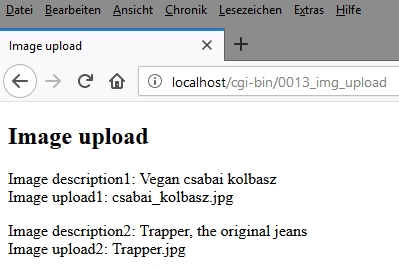 Datei Bearbeiten Ansicht Chronik Lesezeichen Extras Hilfe
Image upload
localhost/cgi-bin/0013_img_upload
Image upload
Image description1: Vegan csabai kolbasz
Image upload1: csabai_kolbasz.jpg
Image description2: Trapper, the original jeans
Image upload2: Trapper.jpg